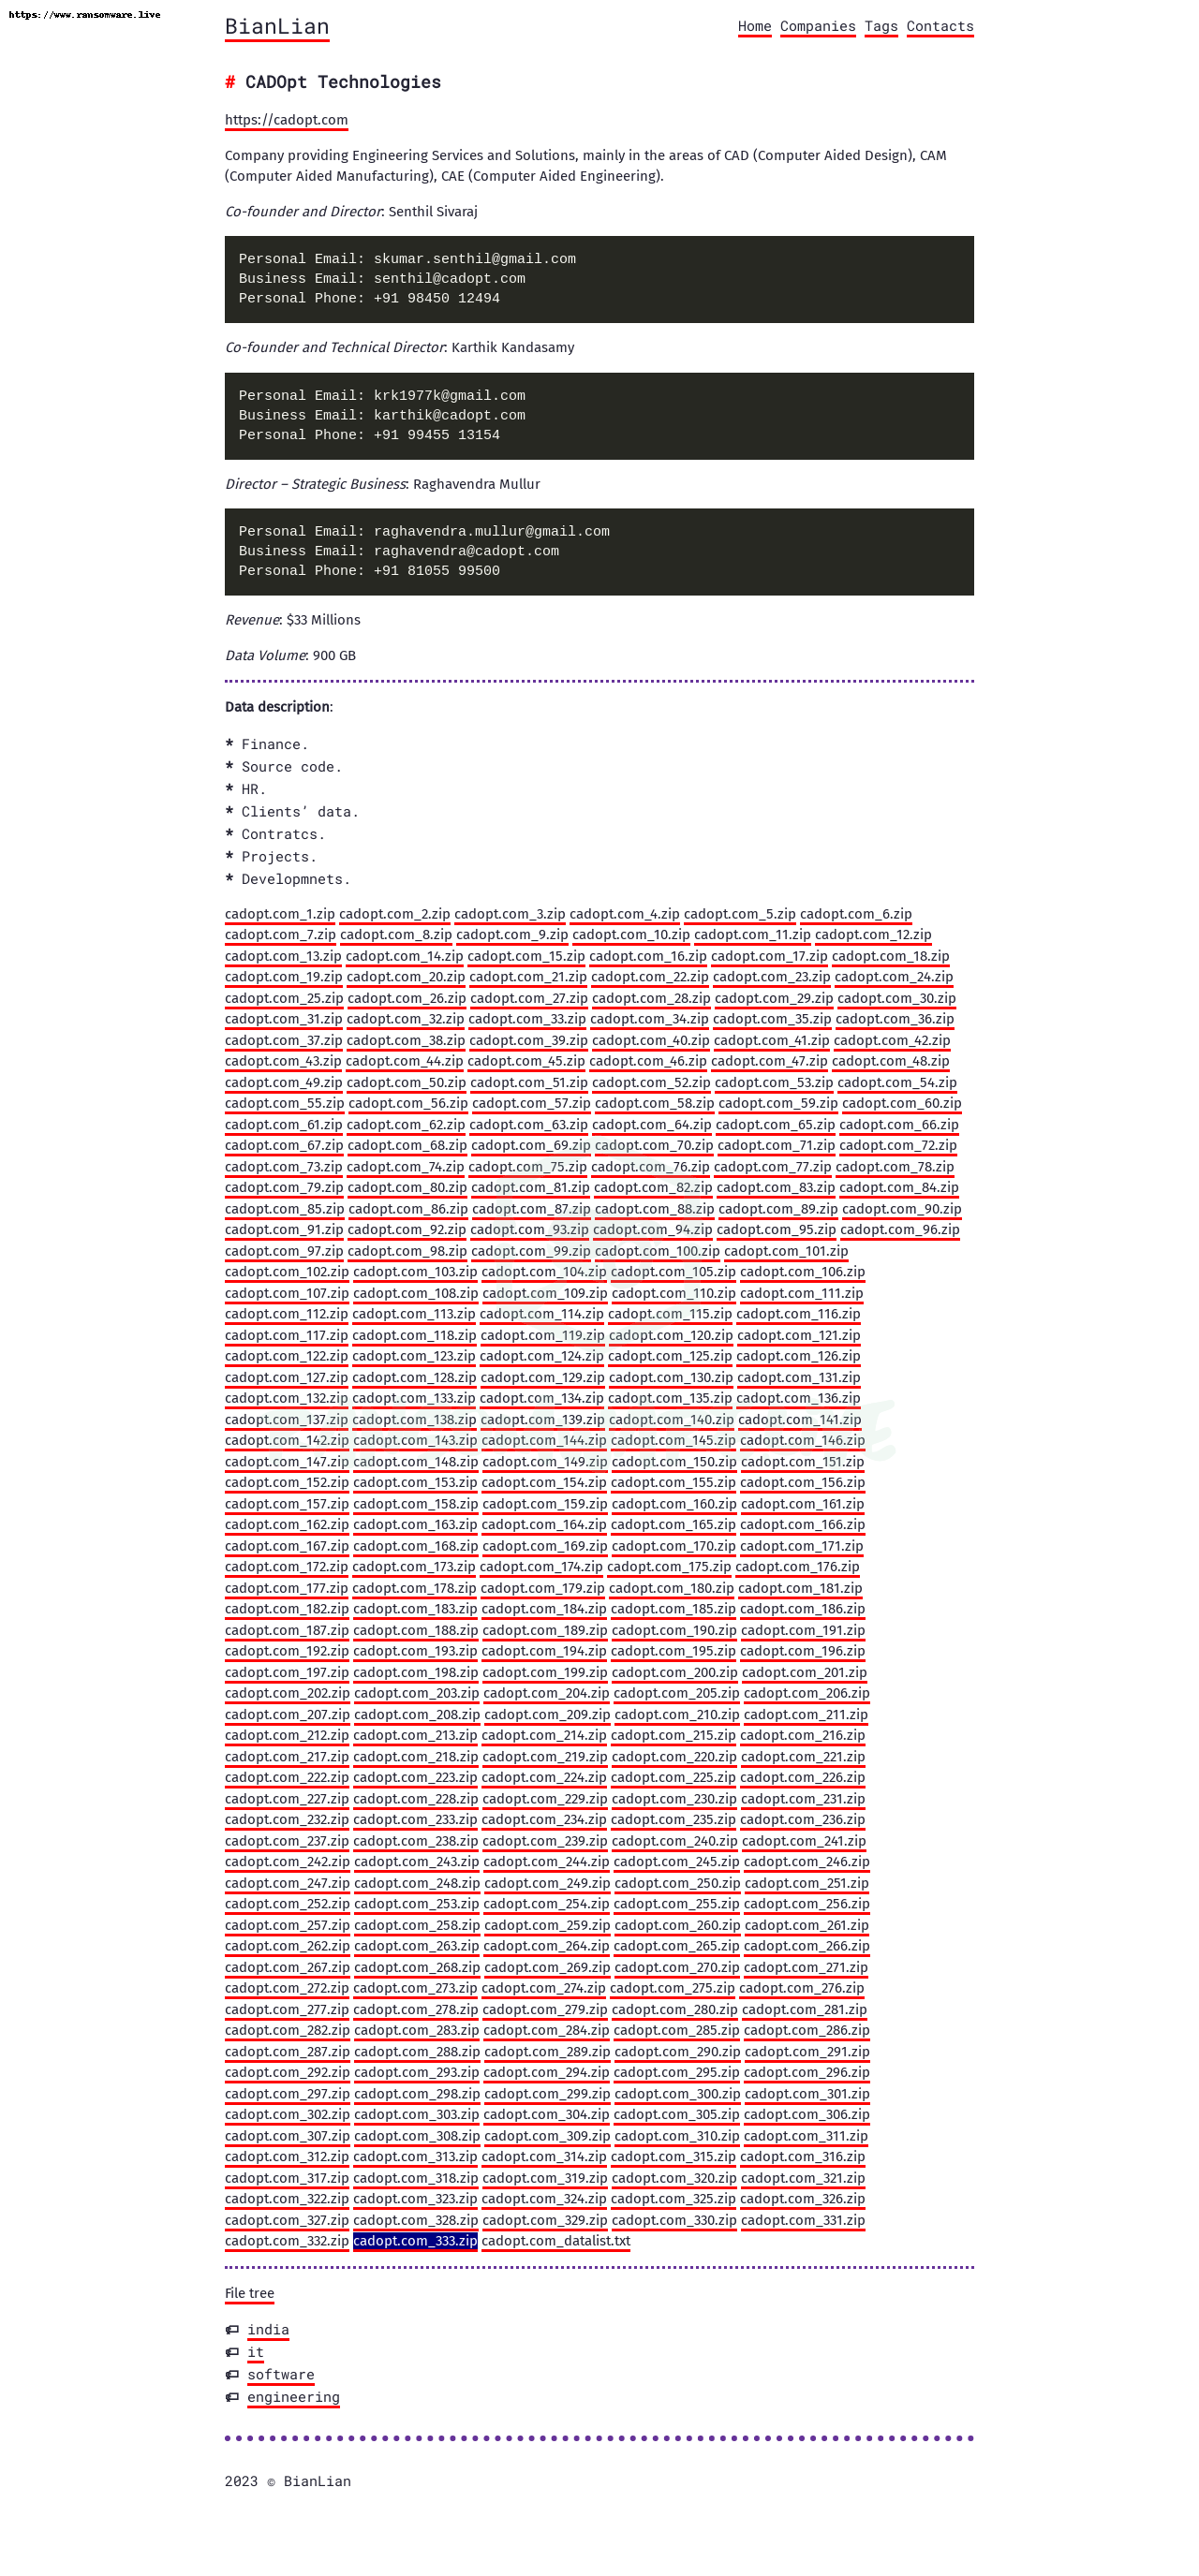 https://www.ransomware.live
BianLian
Home Companies Tags Contacts
# CADOpt Technologies
https://cadopt.com
Company providing Engineering Services and Solutions, mainly in the areas of CAD (Computer Aided Design), CAM
(Computer Aided Manufacturing), CAE (Computer Aided Engineering).
Co-founder and Director: Senthil Sivaraj
Personal Email: skumar.senthil@gmail.com
Business Email: senthil@cadopt.com
Personal Phone: +91 98450 12494
Co-founder and Technical Director: Karthik Kandasamy
Personal Email: krk1977k@gmail.com
Business Email: karthik@cadopt.com
Personal Phone: +91 99455 13154
Director – Strategic Business: Raghavendra Mullur
Personal Email: raghavendra.mullur@gmail.com
Business Email: raghavendra@cadopt.com
Personal Phone: +91 81055 99500
Revenue: $33 Millions
Data Volume: 900 GB
Data description:
* Finance.
* Source code.
* HR.
* Clients’ data.
* Contratcs.
* Projects.
* Developmnets.
cadopt.com_1.zip cadopt.com_2.zip cadopt.com_3.zip cadopt.com_4.zip cadopt.com_5.zip cadopt.com_6.zip
cadopt.com_7.zip cadopt.com_8.zip cadopt.com_9.zip cadopt.com_10.zip cadopt.com_11.zip cadopt.com_12.zip
cadopt.com_13.zip cadopt.com_14.zip cadopt.com_15.zip cadopt.com_16.zip cadopt.com_17.zip cadopt.com_18.zip
cadopt.com_19.zip cadopt.com_20.zip cadopt.com_21.zip cadopt.com_22.zip cadopt.com_23.zip cadopt.com_24.zip
cadopt.com_25.zip cadopt.com_26.zip cadopt.com_27.zip cadopt.com_28.zip cadopt.com_29.zip cadopt.com_30.zip
cadopt.com_31.zip cadopt.com_32.zip cadopt.com_33.zip cadopt.com_34.zip cadopt.com_35.zip cadopt.com_36.zip
cadopt.com_37.zip cadopt.com_38.zip cadopt.com_39.zip cadopt.com_40.zip cadopt.com_41.zip cadopt.com_42.zip
cadopt.com_43.zip cadopt.com_44.zip cadopt.com_45.zip cadopt.com_46.zip cadopt.com_47.zip cadopt.com_48.zip
cadopt.com_49.zip cadopt.com_50.zip cadopt.com_51.zip cadopt.com_52.zip cadopt.com_53.zip cadopt.com_54.zip
cadopt.com_55.zip cadopt.com_56.zip cadopt.com_57.zip cadopt.com_58.zip cadopt.com_59.zip cadopt.com_60.zip
cadopt.com_61.zip cadopt.com_62.zip cadopt.com_63.zip cadopt.com_64.zip cadopt.com_65.zip cadopt.com_66.zip
cadopt.com_67.zip cadopt.com_68.zip cadopt.com_69.zip cadopt.com_70.zip cadopt.com_71.zip cadopt.com_72.zip
cadopt.com_73.zip cadopt.com_74.zip cadopt.com_75.zip cadopt.com_76.zip cadopt.com_77.zip cadopt.com_78.zip
cadopt.com_79.zip cadopt.com_80.zip cadopt.com_81.zip cadopt.com_82.zip cadopt.com_83.zip cadopt.com_84.zip
cadopt.com_85.zip cadopt.com_86.zip cadopt.com_87.zip cadopt.com_88.zip cadopt.com_89.zip cadopt.com_90.zip
cadopt.com_91.zip cadopt.com_92.zip cadopt.com_93.zip cadopt.com_94.zip cadopt.com_95.zip cadopt.com_96.zip
cadopt.com_97.zip cadopt.com_98.zip cadopt.com_99.zip cadopt.com_100.zip cadopt.com_101.zip
cadopt.com_102.zip cadopt.com_103.zip cadopt.com_104.zip cadopt.com_105.zip cadopt.com_106.zip
cadopt.com_107.zip cadopt.com_108.zip cadopt.com_109.zip cadopt.com_110.zip cadopt.com_111.zip
cadopt.com_112.zip cadopt.com_113.zip cadopt.com_114.zip cadopt.com_115.zip cadopt.com_116.zip
cadopt.com_117.zip cadopt.com_118.zip cadopt.com_119.zip cadopt.com_120.zip cadopt.com_121.zip
cadopt.com_122.zip cadopt.com_123.zip cadopt.com_124.zip cadopt.com_125.zip cadopt.com_126.zip
cadopt.com_127.zip cadopt.com_128.zip cadopt.com_129.zip cadopt.com_130.zip cadopt.com_131.zip
cadopt.com_132.zip cadopt.com_133.zip cadopt.com_134.zip cadopt.com_135.zip cadopt.com_136.zip
cadopt.com_137.zip cadopt.com_138.zip cadopt.com_139.zip cadopt.com_140.zip cadopt.com_141.zip
cadopt.com_142.zip cadopt.com_143.zip cadopt.com_144.zip cadopt.com_145.zip cadopt.com_146.zip
cadopt.com_147.zip cadopt.com_148.zip cadopt.com_149.zip cadopt.com_150.zip cadopt.com_151.zip
cadopt.com_152.zip cadopt.com_153.zip cadopt.com_154.zip cadopt.com_155.zip cadopt.com_156.zip
cadopt.com_157.zip cadopt.com_158.zip cadopt.com_159.zip cadopt.com_160.zip cadopt.com_161.zip
cadopt.com_162.zip cadopt.com_163.zip cadopt.com_164.zip cadopt.com_165.zip cadopt.com_166.zip
cadopt.com_167.zip cadopt.com_168.zip cadopt.com_169.zip cadopt.com_170.zip cadopt.com_171.zip
cadopt.com_172.zip cadopt.com_173.zip cadopt.com_174.zip cadopt.com_175.zip cadopt.com_176.zip
cadopt.com_177.zip cadopt.com_178.zip cadopt.com_179.zip cadopt.com_180.zip cadopt.com_181.zip
cadopt.com_182.zip cadopt.com_183.zip cadopt.com_184.zip cadopt.com_185.zip cadopt.com_186.zip
cadopt.com_187.zip cadopt.com_188.zip cadopt.com_189.zip cadopt.com_190.zip cadopt.com_191.zip
cadopt.com_192.zip cadopt.com_193.zip cadopt.com_194.zip cadopt.com_195.zip cadopt.com_196.zip
cadopt.com_197.zip cadopt.com_198.zip cadopt.com_199.zip cadopt.com_200.zip cadopt.com_201.zip
cadopt.com_202.zip cadopt.com_203.zip cadopt.com_204.zip cadopt.com_205.zip cadopt.com_206.zip
cadopt.com_207.zip cadopt.com_208.zip cadopt.com_209.zip cadopt.com_210.zip cadopt.com_211.zip
cadopt.com_212.zip cadopt.com_213.zip cadopt.com_214.zip cadopt.com_215.zip cadopt.com_216.zip
cadopt.com_217.zip cadopt.com_218.zip cadopt.com_219.zip cadopt.com_220.zip cadopt.com_221.zip
cadopt.com_222.zip cadopt.com_223.zip cadopt.com_224.zip cadopt.com_225.zip cadopt.com_226.zip
cadopt.com_227.zip cadopt.com_228.zip cadopt.com_229.zip cadopt.com_230.zip cadopt.com_231.zip
cadopt.com_232.zip cadopt.com_233.zip cadopt.com_234.zip cadopt.com_235.zip cadopt.com_236.zip
cadopt.com_237.zip cadopt.com_238.zip cadopt.com_239.zip cadopt.com_240.zip cadopt.com_241.zip
cadopt.com_242.zip cadopt.com_243.zip cadopt.com_244.zip cadopt.com_245.zip cadopt.com_246.zip
cadopt.com_247.zip cadopt.com_248.zip cadopt.com_249.zip cadopt.com_250.zip cadopt.com_251.zip
cadopt.com_252.zip cadopt.com_253.zip cadopt.com_254.zip cadopt.com_255.zip cadopt.com_256.zip
cadopt.com_257.zip cadopt.com_258.zip cadopt.com_259.zip cadopt.com_260.zip cadopt.com_261.zip
cadopt.com_262.zip cadopt.com_263.zip cadopt.com_264.zip cadopt.com_265.zip cadopt.com_266.zip
cadopt.com_267.zip cadopt.com_268.zip cadopt.com_269.zip cadopt.com_270.zip cadopt.com_271.zip
cadopt.com_272.zip cadopt.com_273.zip cadopt.com_274.zip cadopt.com_275.zip cadopt.com_276.zip
cadopt.com_277.zip cadopt.com_278.zip cadopt.com_279.zip cadopt.com_280.zip cadopt.com_281.zip
cadopt.com_282.zip cadopt.com_283.zip cadopt.com_284.zip cadopt.com_285.zip cadopt.com_286.zip
cadopt.com_287.zip cadopt.com_288.zip cadopt.com_289.zip cadopt.com_290.zip cadopt.com_291.zip
cadopt.com_292.zip cadopt.com_293.zip cadopt.com_294.zip cadopt.com_295.zip cadopt.com_296.zip
cadopt.com_297.zip cadopt.com_298.zip cadopt.com_299.zip cadopt.com_300.zip cadopt.com_301.zip
cadopt.com_302.zip cadopt.com_303.zip cadopt.com_304.zip cadopt.com_305.zip cadopt.com_306.zip
cadopt.com_307.zip cadopt.com_308.zip cadopt.com_309.zip cadopt.com_310.zip cadopt.com_311.zip
cadopt.com_312.zip cadopt.com_313.zip cadopt.com_314.zip cadopt.com_315.zip cadopt.com_316.zip
cadopt.com_317.zip cadopt.com_318.zip cadopt.com_319.zip cadopt.com_320.zip cadopt.com_321.zip
cadopt.com_322.zip cadopt.com_323.zip cadopt.com_324.zip cadopt.com_325.zip cadopt.com_326.zip
cadopt.com_327.zip cadopt.com_328.zip cadopt.com_329.zip cadopt.com_330.zip cadopt.com_331.zip
cadopt.com_332.zip cadopt.com_333.zip cadopt.com_datalist.txt
File tree
india
it
software
engineering
2023 © BianLian